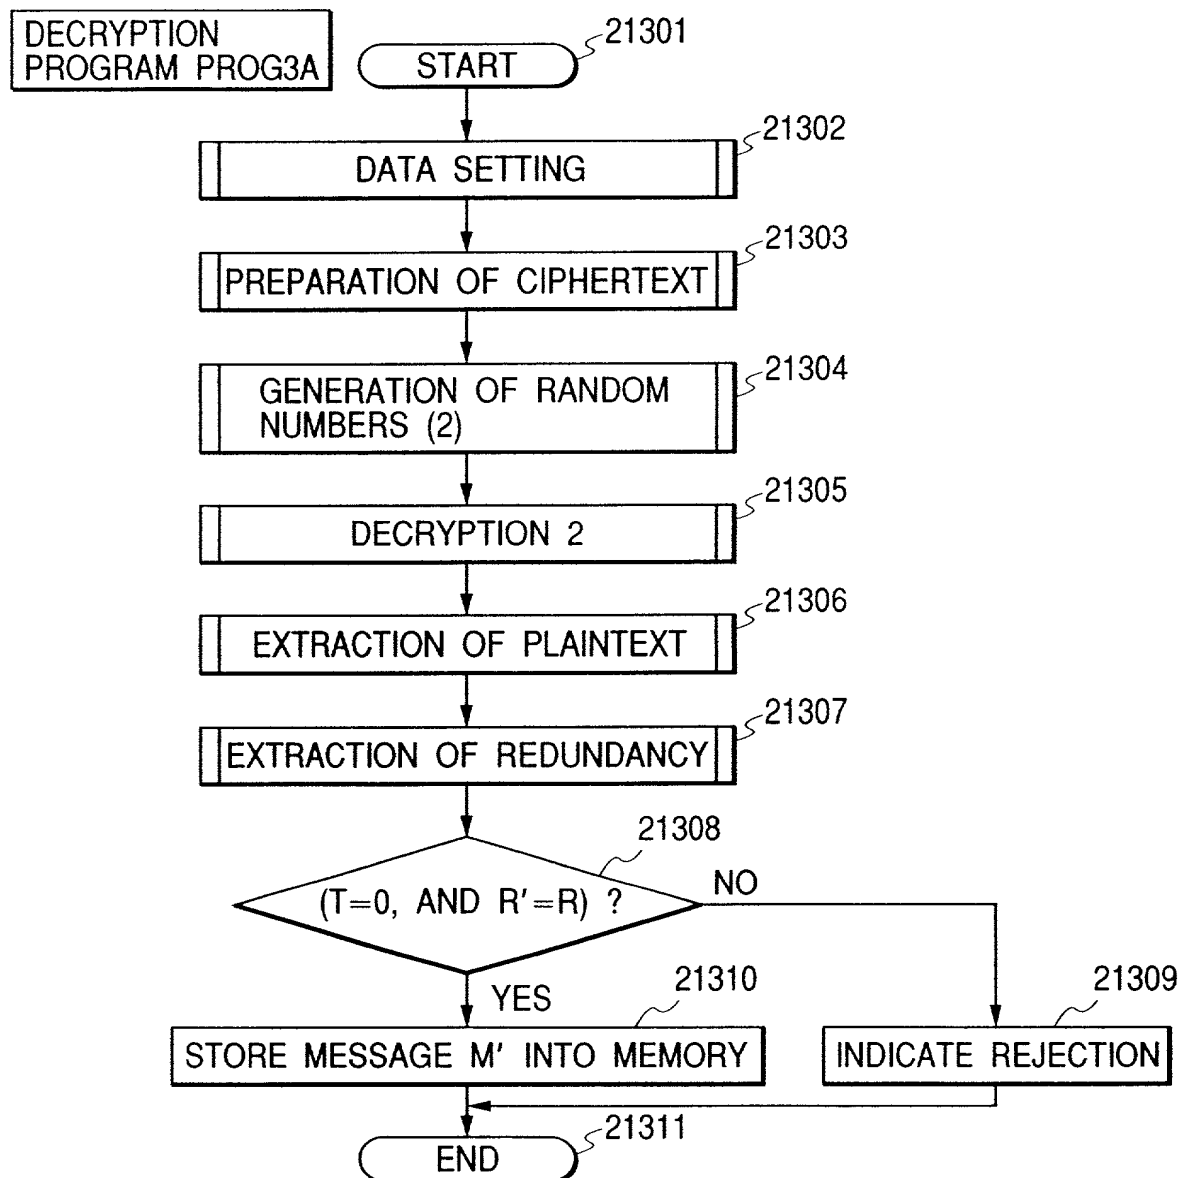 DECRYPTION
PROGRAM PROG3A
START
21301
DATA SETTING
21302
PREPARATION OF CIPHERTEXT
21303
GENERATION OF RANDOM
NUMBERS (2)
21304
DECRYPTION 2
21305
EXTRACTION OF PLAINTEXT
21306
EXTRACTION OF REDUNDANCY
21307
(T=0, AND R'=R) ?
21308
NO
YES
STORE MESSAGE M' INTO MEMORY
21310
INDICATE REJECTION
21309
END
21311